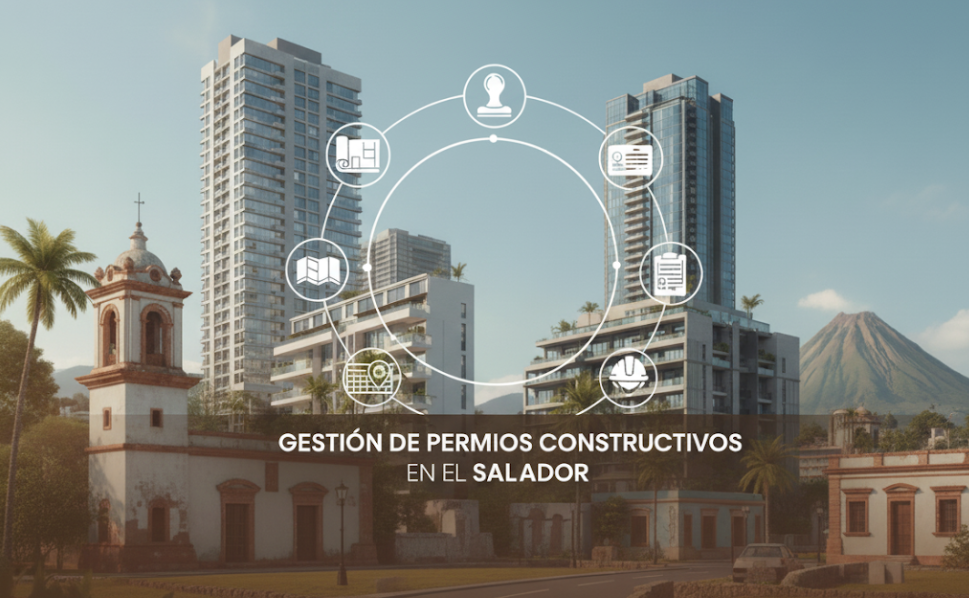 GESTIÓN DE PERMIOS CONSTRUCTIVOS
EN EL SALADOR